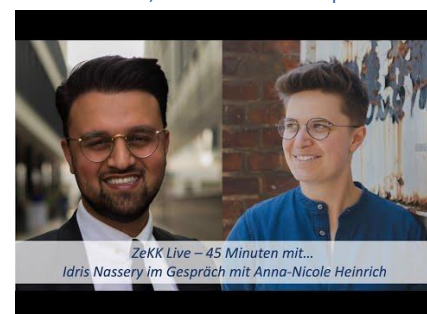 ZeKK Live – 45 Minuten mit...
Idris Nassery im Gespräch mit Anna-Nicole Heinrich